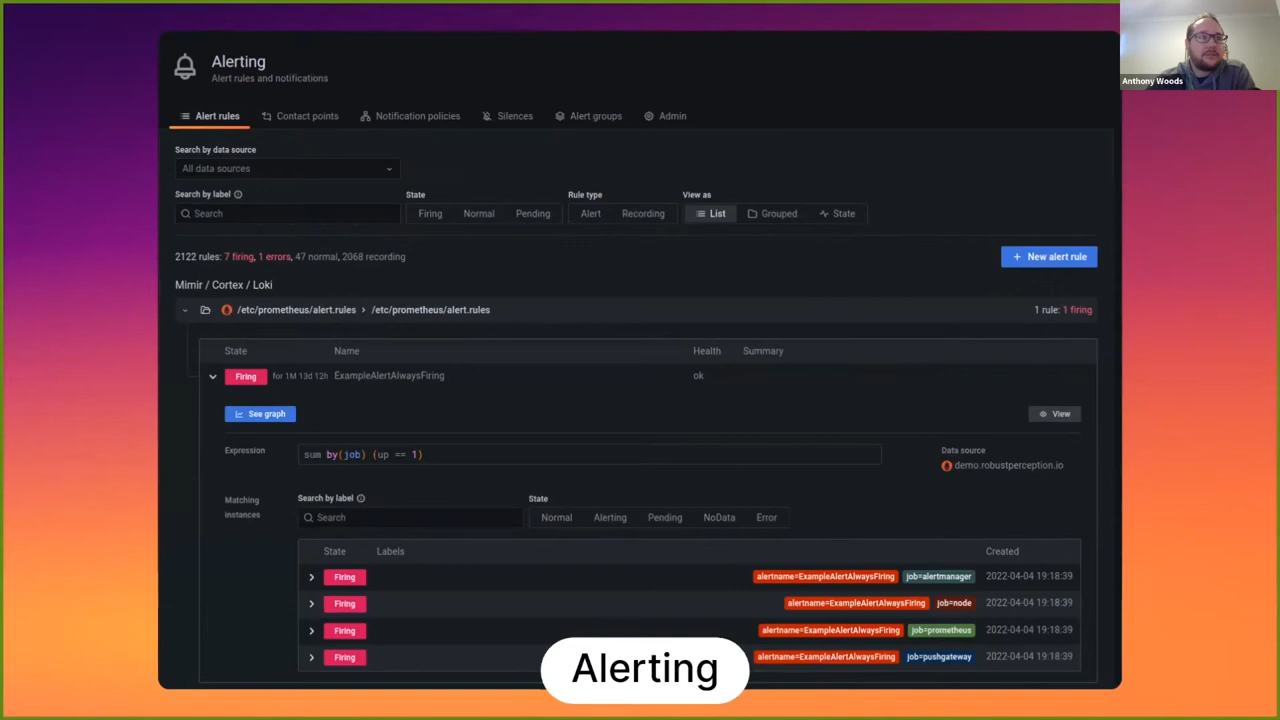 Alerting
Alert rules and notifications
Anthony Woods
Alert rules Contact points Notification policies Silences Alert groups Admin
Search by data source
All data sources
Search by label State Rule type View as
Search Firing Normal Pending Alert Recording List Grouped State
2122 rules: 7 firing, 1 errors, 47 normal, 2068 recording
+ New alert rule
Mimir / Cortex / Loki
/etc/prometheus/alert.rules > /etc/prometheus/alert.rules 1 rule: 1 firing
State Name Health Summary
Firing for 1M 13d 12h ExampleAlertAlwaysFiring ok
See graph View
Expression sum by(job) (up == 1) Data source
demo.robustperception.io
Matching instances
Search by label State
Search Normal Alerting Pending NoData Error
State Labels Created
Firing alertname=ExampleAlertAlwaysFiring job=alertmanager 2022-04-04 19:18:39
Firing alertname=ExampleAlertAlwaysFiring job=node 2022-04-04 19:18:39
Firing alertname=ExampleAlertAlwaysFiring job=prometheus 2022-04-04 19:18:39
Firing alertname=ExampleAlertAlwaysFiring job=pushgateway 2022-04-04 19:18:39
Alerting